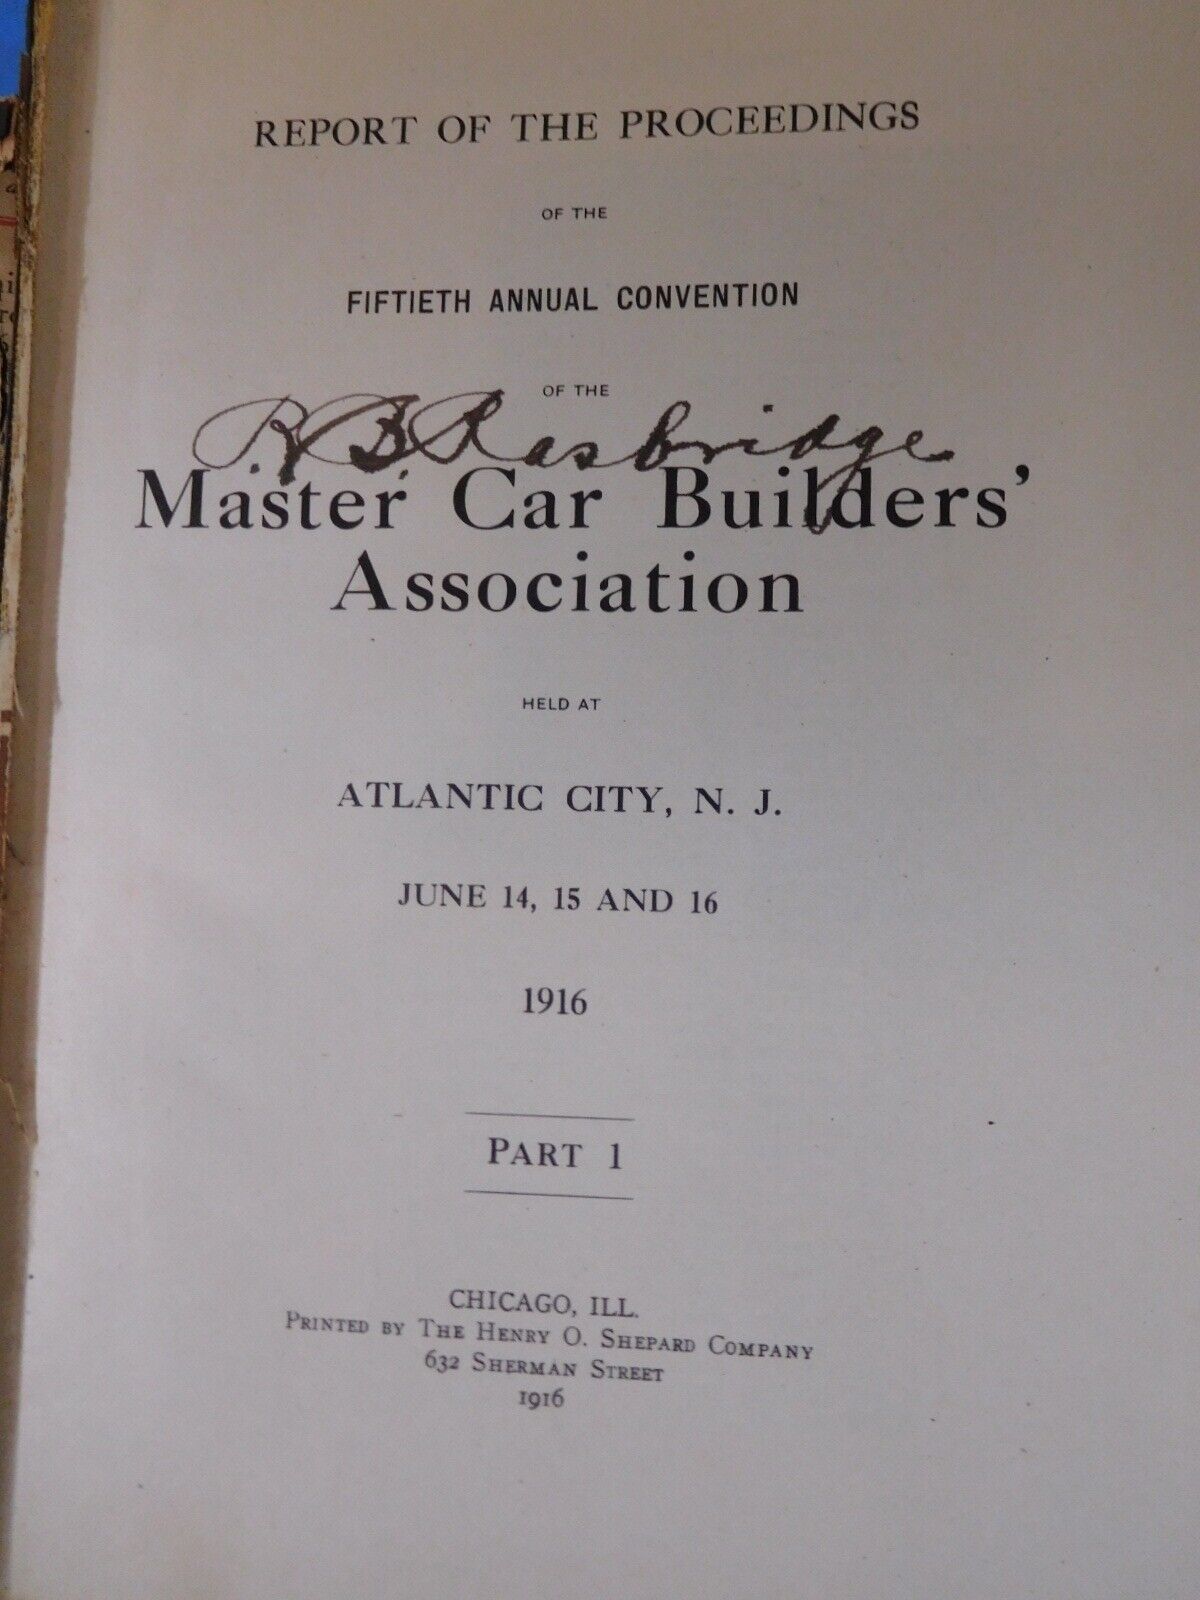 REPORT OF THE PROCEEDINGS
OF THE
FIFTIETH ANNUAL CONVENTION
OF THE
R. B. Rasbridge
Master Car Builders'
Association
HELD AT
ATLANTIC CITY, N. J.
JUNE 14, 15 AND 16
1916
PART 1
CHICAGO, ILL.
PRINTED BY THE HENRY O. SHEPARD COMPANY
632 SHERMAN STREET
1916